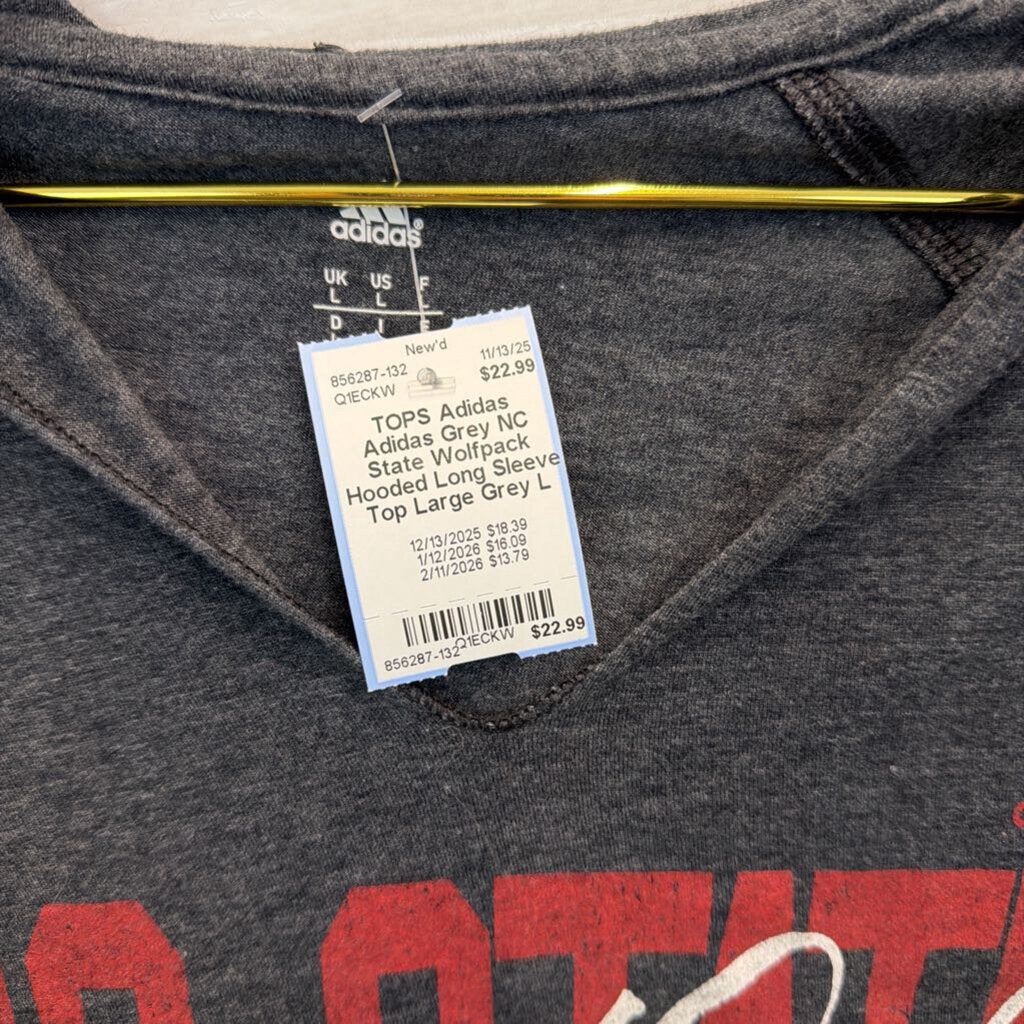 adidas®
UK US F
L L L
D I E
New'd
856287-132 11/13/25
Q1ECKW $22.99
TOPS Adidas
Adidas Grey NC
State Wolfpack
Hooded Long Sleeve
Top Large Grey L
12/13/2025 $18.39
1/12/2026 $16.09
2/11/2026 $13.79
856287-132 Q1ECKW $22.99